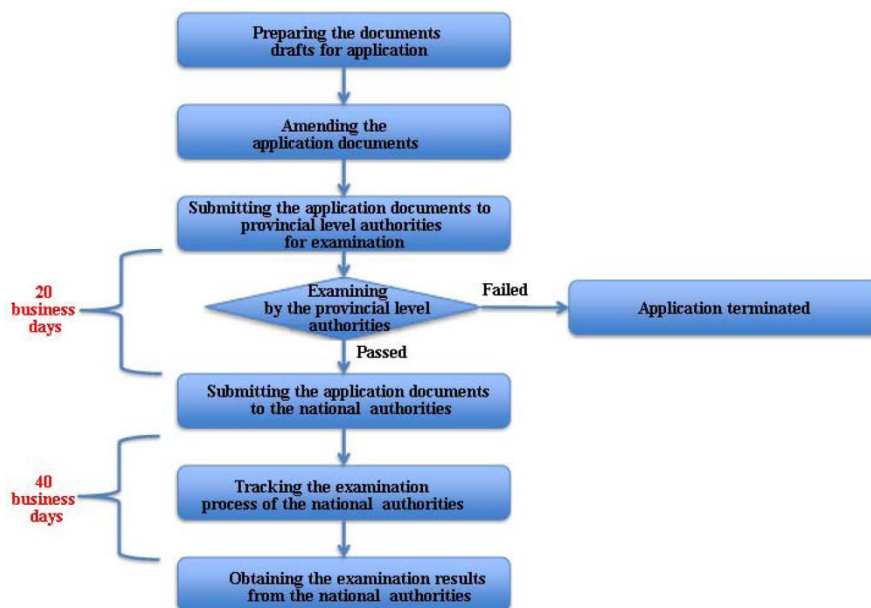 Preparing the documents
drafts for application
Amending the
application documents
Submitting the application documents to
provincial level authorities
for examination
20
business
days
Examining
by the provincial level
authorities
Failed
Application terminated
Passed
Submitting the application documents
to the national authorities
40
business
days
Tracking the examination
process of the national authorities
Obtaining the examination results
from the national authorities